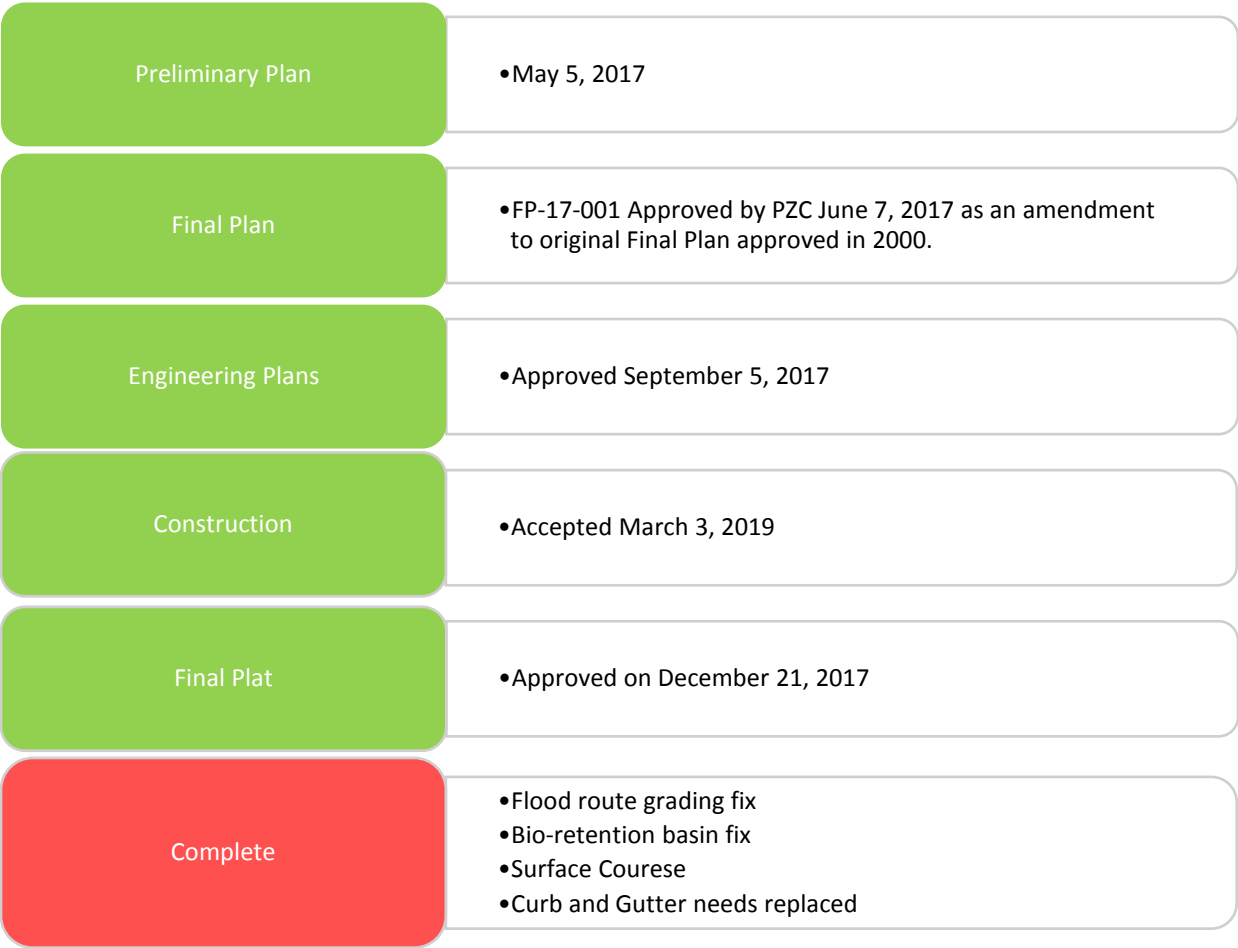 Preliminary Plan
•May 5, 2017
Final Plan
•FP-17-001 Approved by PZC June 7, 2017 as an amendment
to original Final Plan approved in 2000.
Engineering Plans
•Approved September 5, 2017
Construction
•Accepted March 3, 2019
Final Plat
•Approved on December 21, 2017
Complete
•Flood route grading fix
•Bio-retention basin fix
•Surface Courese
•Curb and Gutter needs replaced